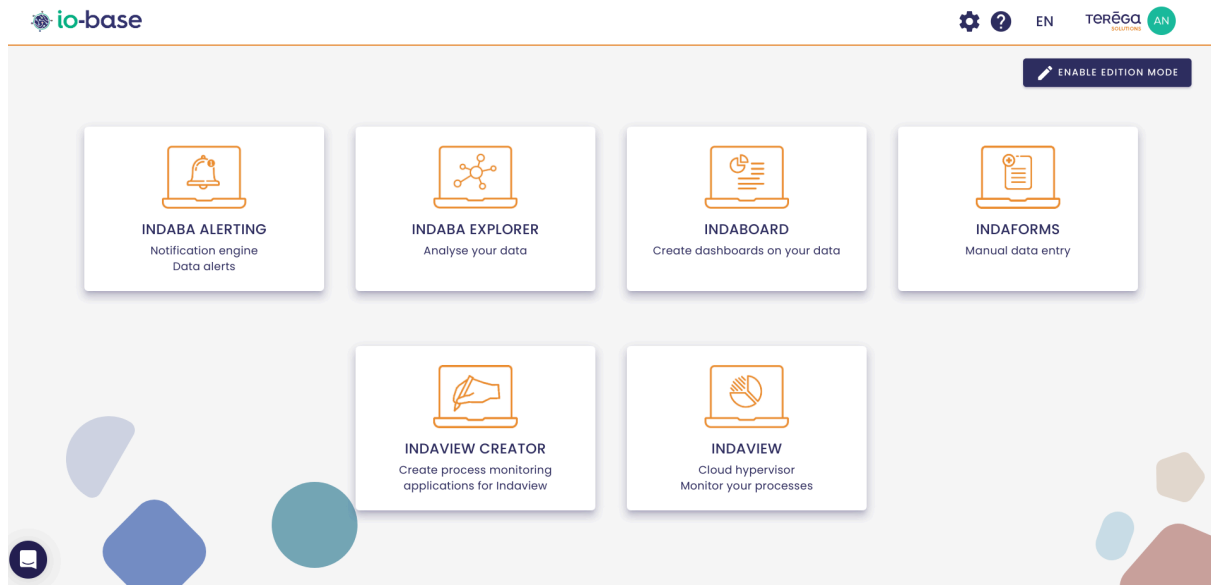 io-base
EN
TERĒGA
SOLUTIONS
AN
ENABLE EDITION MODE
INDABA ALERTING
Notification engine
Data alerts
INDABA EXPLORER
Analyse your data
INDABOARD
Create dashboards on your data
INDAFORMS
Manual data entry
INDAVIEW CREATOR
Create process monitoring
applications for Indaview
INDAVIEW
Cloud hypervisor
Monitor your processes